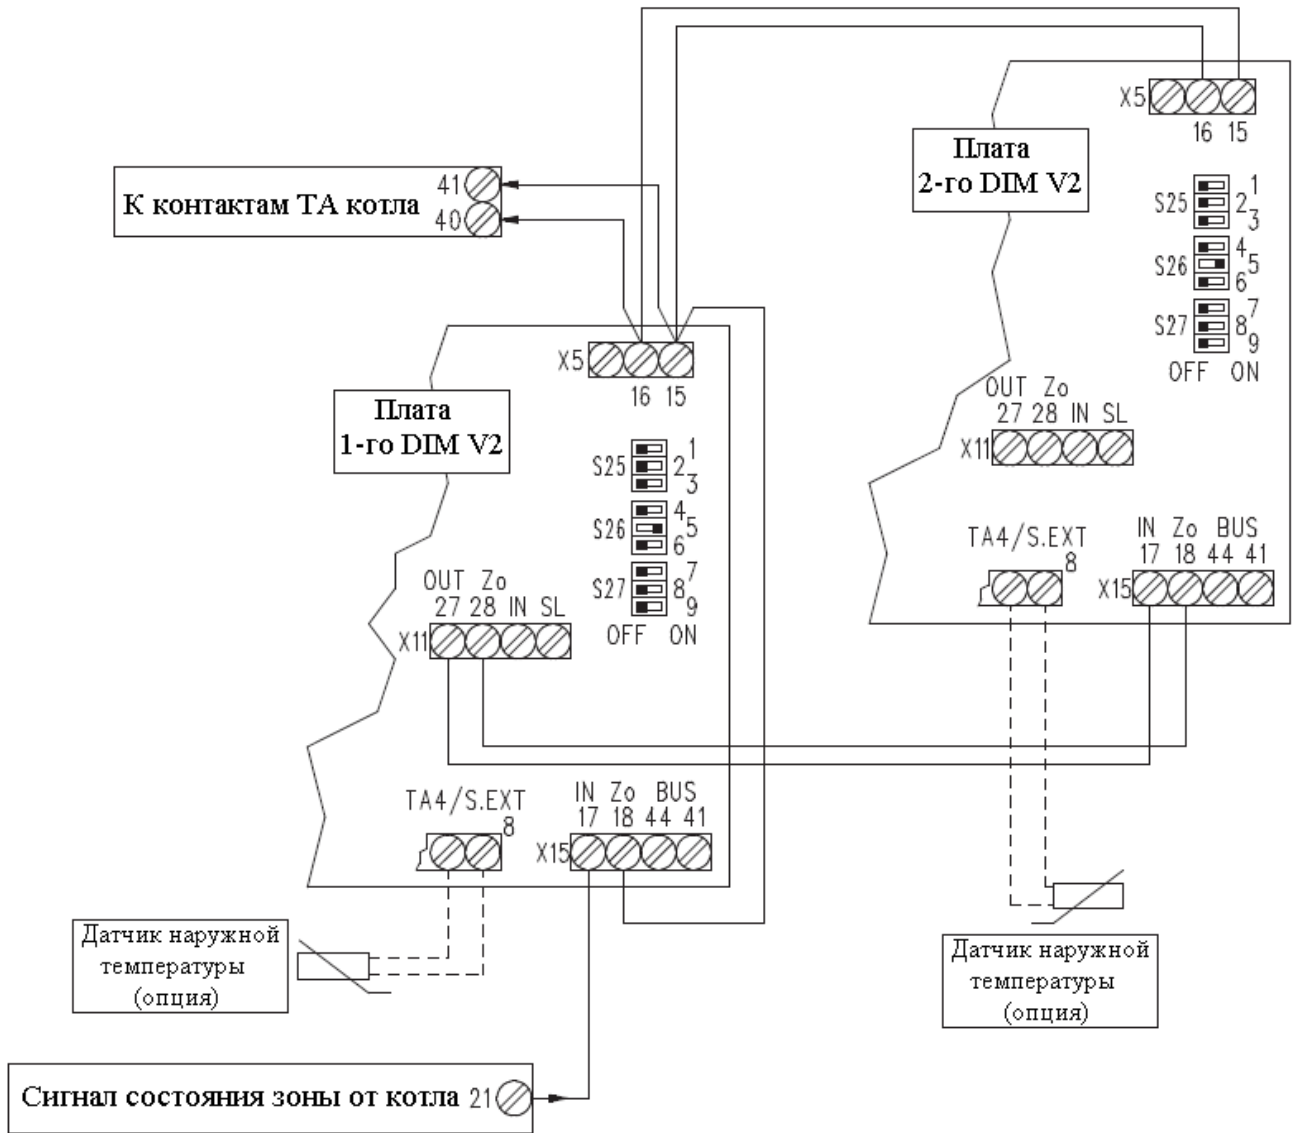 X5
16 15
Плата
2-го DIM V2
S25
1
2
3
S26
4
5
6
S27
7
8
9
OFF ON
OUT Zo
27 28 IN SL
X11
TA4/S.EXT
8
IN Zo BUS
17 18 44 41
X15
К контактам ТА котла
41
40
X5
16 15
Плата
1-го DIM V2
S25
1
2
3
S26
4
5
6
S27
7
8
9
OFF ON
OUT Zo
27 28 IN SL
X11
TA4/S.EXT
8
IN Zo BUS
17 18 44 41
X15
Датчик наружной
температуры
(опция)
Датчик наружной
температуры
(опция)
Сигнал состояния зоны от котла 21